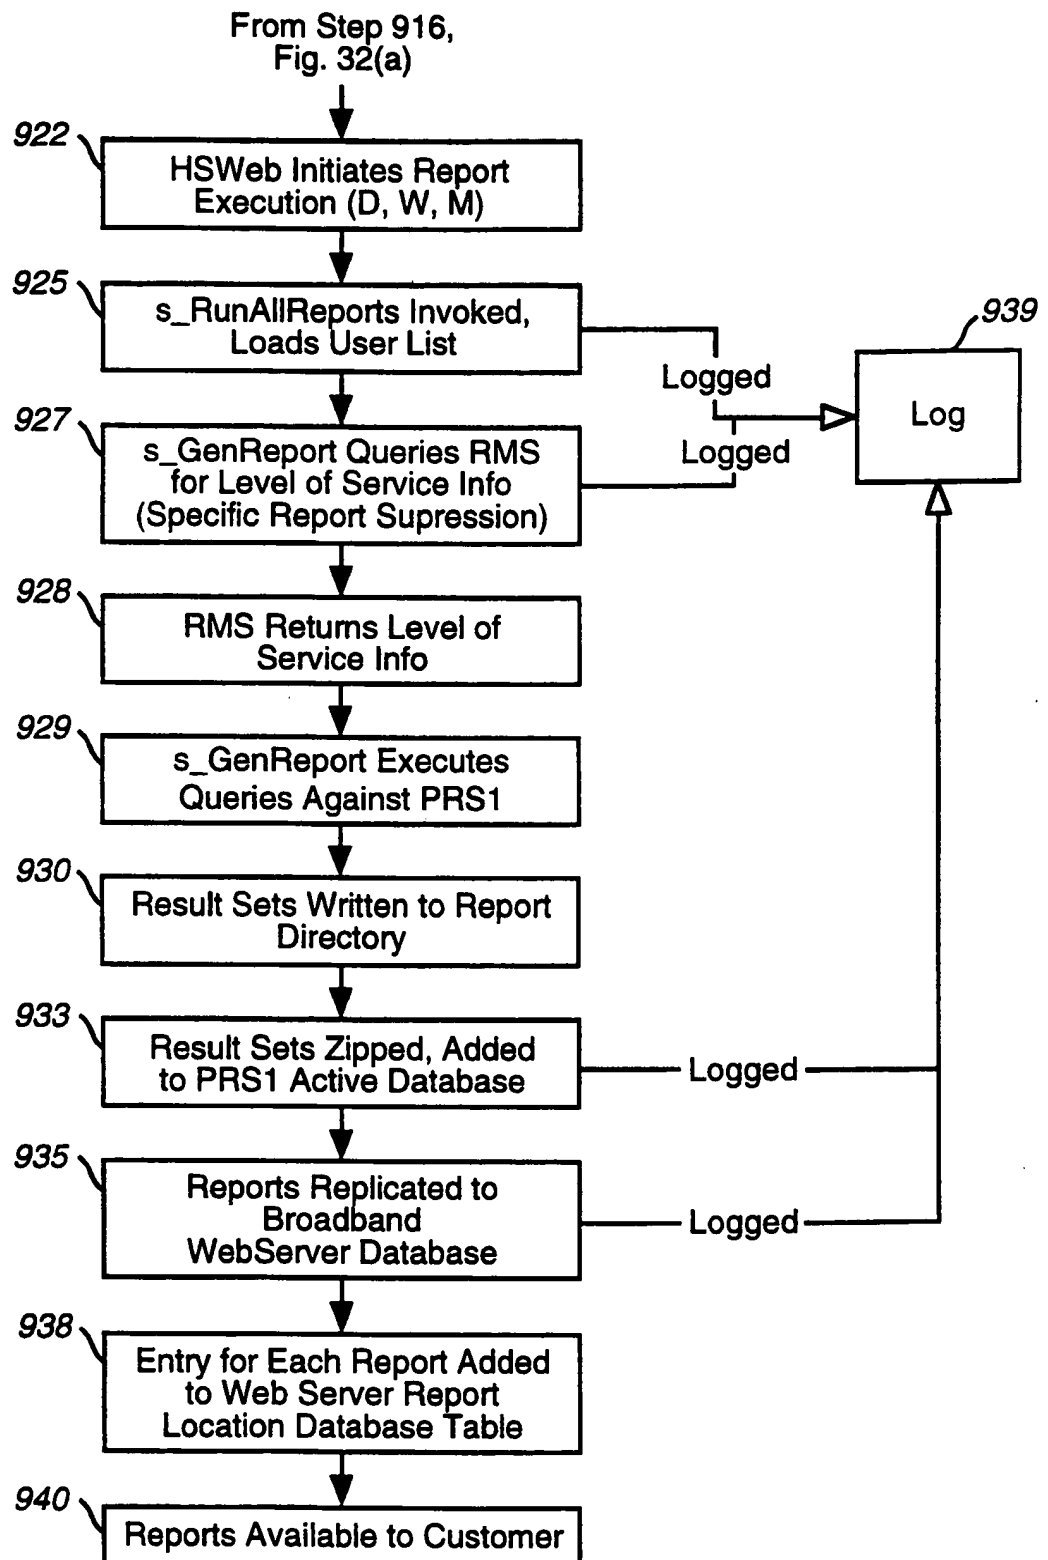 From Step 916,
Fig. 32(a)
922
HSWeb Initiates Report
Execution (D, W, M)
925
s_RunAllReports Invoked,
Loads User List
939
Logged
Log
927
s_GenReport Queries RMS
for Level of Service Info
(Specific Report Supression)
Logged
928
RMS Returns Level of
Service Info
929
s_GenReport Executes
Queries Against PRS1
930
Result Sets Written to Report
Directory
933
Result Sets Zipped, Added
to PRS1 Active Database
Logged
935
Reports Replicated to
Broadband
WebServer Database
Logged
938
Entry for Each Report Added
to Web Server Report
Location Database Table
940
Reports Available to Customer